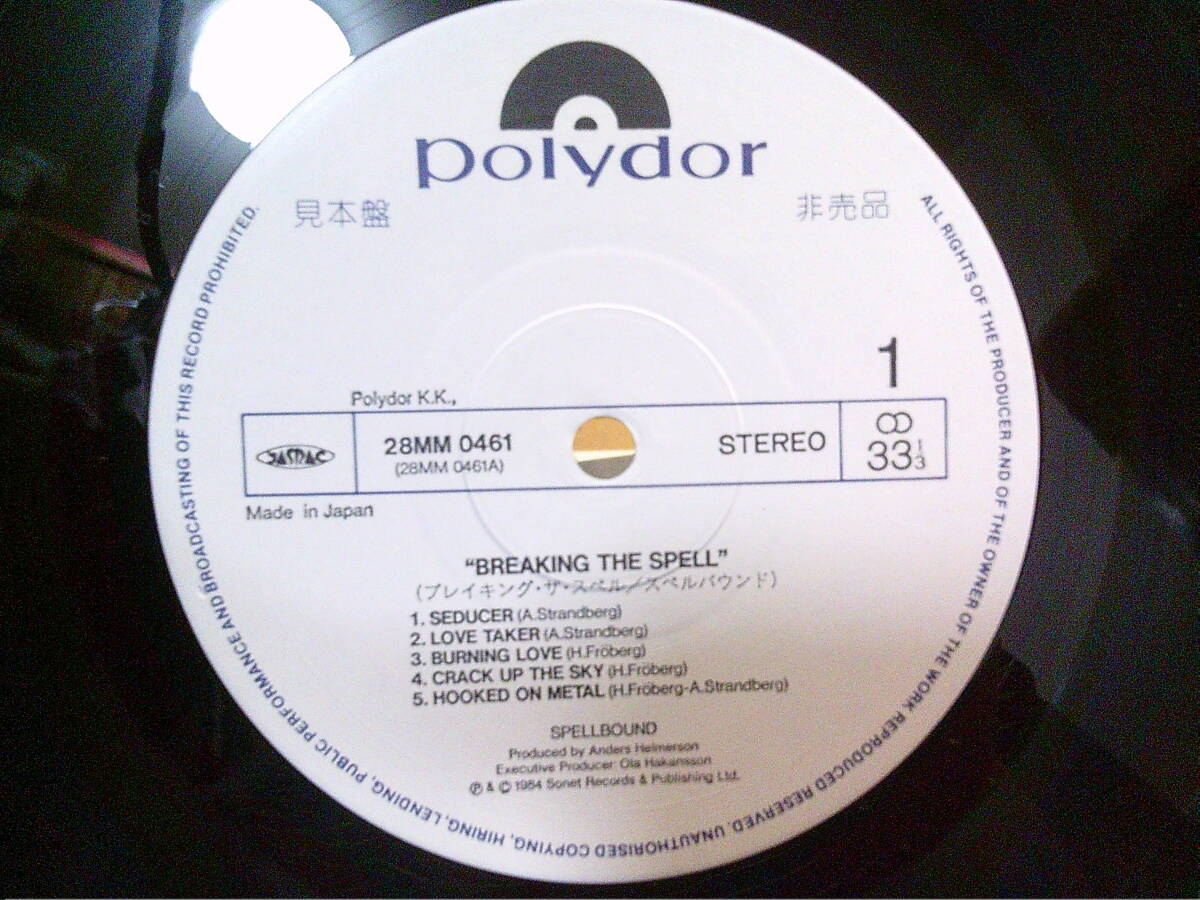 polydor
見本盤
非売品
1
Polydor K.K.,
JASRAC
28MM 0461
(28MM 0461A)
STEREO
33 1/3
Made in Japan
“BREAKING THE SPELL”
(ブレイキング・ザ・スペル/スペルバウンド)
1. SEDUCER (A.Strandberg)
2. LOVE TAKER (A.Strandberg)
3. BURNING LOVE (H.Fröberg)
4. CRACK UP THE SKY (H.Fröberg)
5. HOOKED ON METAL (H.Fröberg-A.Strandberg)
SPELLBOUND
Produced by Anders Helmerson
Executive Producer: Ola Hakansson
Ⓟ & © 1984 Sonet Records & Publishing Ltd.
ALL RIGHTS OF THE PRODUCER AND OF THE OWNER OF THE WORK REPRODUCED RESERVED. UNAUTHORISED COPYING, HIRING, LENDING, PUBLIC PERFORMANCE AND BROADCASTING OF THIS RECORD PROHIBITED.